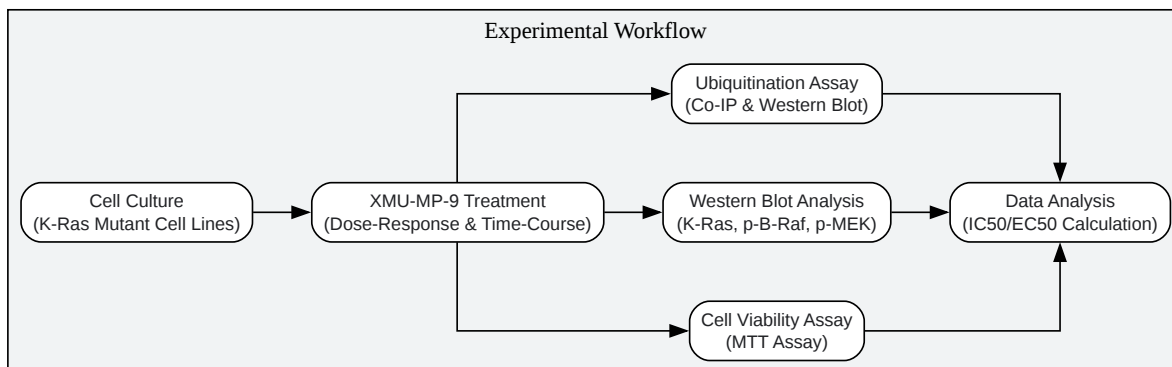 Experimental Workflow
Ubiquitination Assay
(Co-IP & Western Blot)
Cell Culture
(K-Ras Mutant Cell Lines)
XMU-MP-9 Treatment
(Dose-Response & Time-Course)
Western Blot Analysis
(K-Ras, p-B-Raf, p-MEK)
Data Analysis
(IC50/EC50 Calculation)
Cell Viability Assay
(MTT Assay)